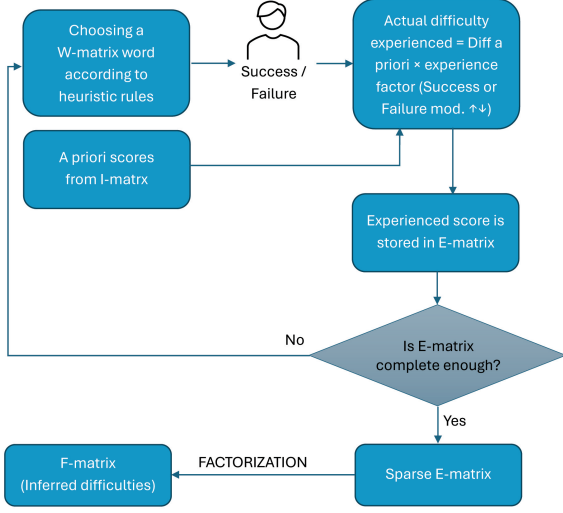 Choosing a
W-matrix word
according to
heuristic rules
Success /
Failure
Actual difficulty
experienced = Diff a
priori × experience
factor (Success or
Failure mod. ↑↓)
A priori scores
from I-matrx
Experienced score is
stored in E-matrix
No
Is E-matrix
complete enough?
Yes
F-matrix
(Inferred difficulties)
FACTORIZATION
Sparse E-matrix